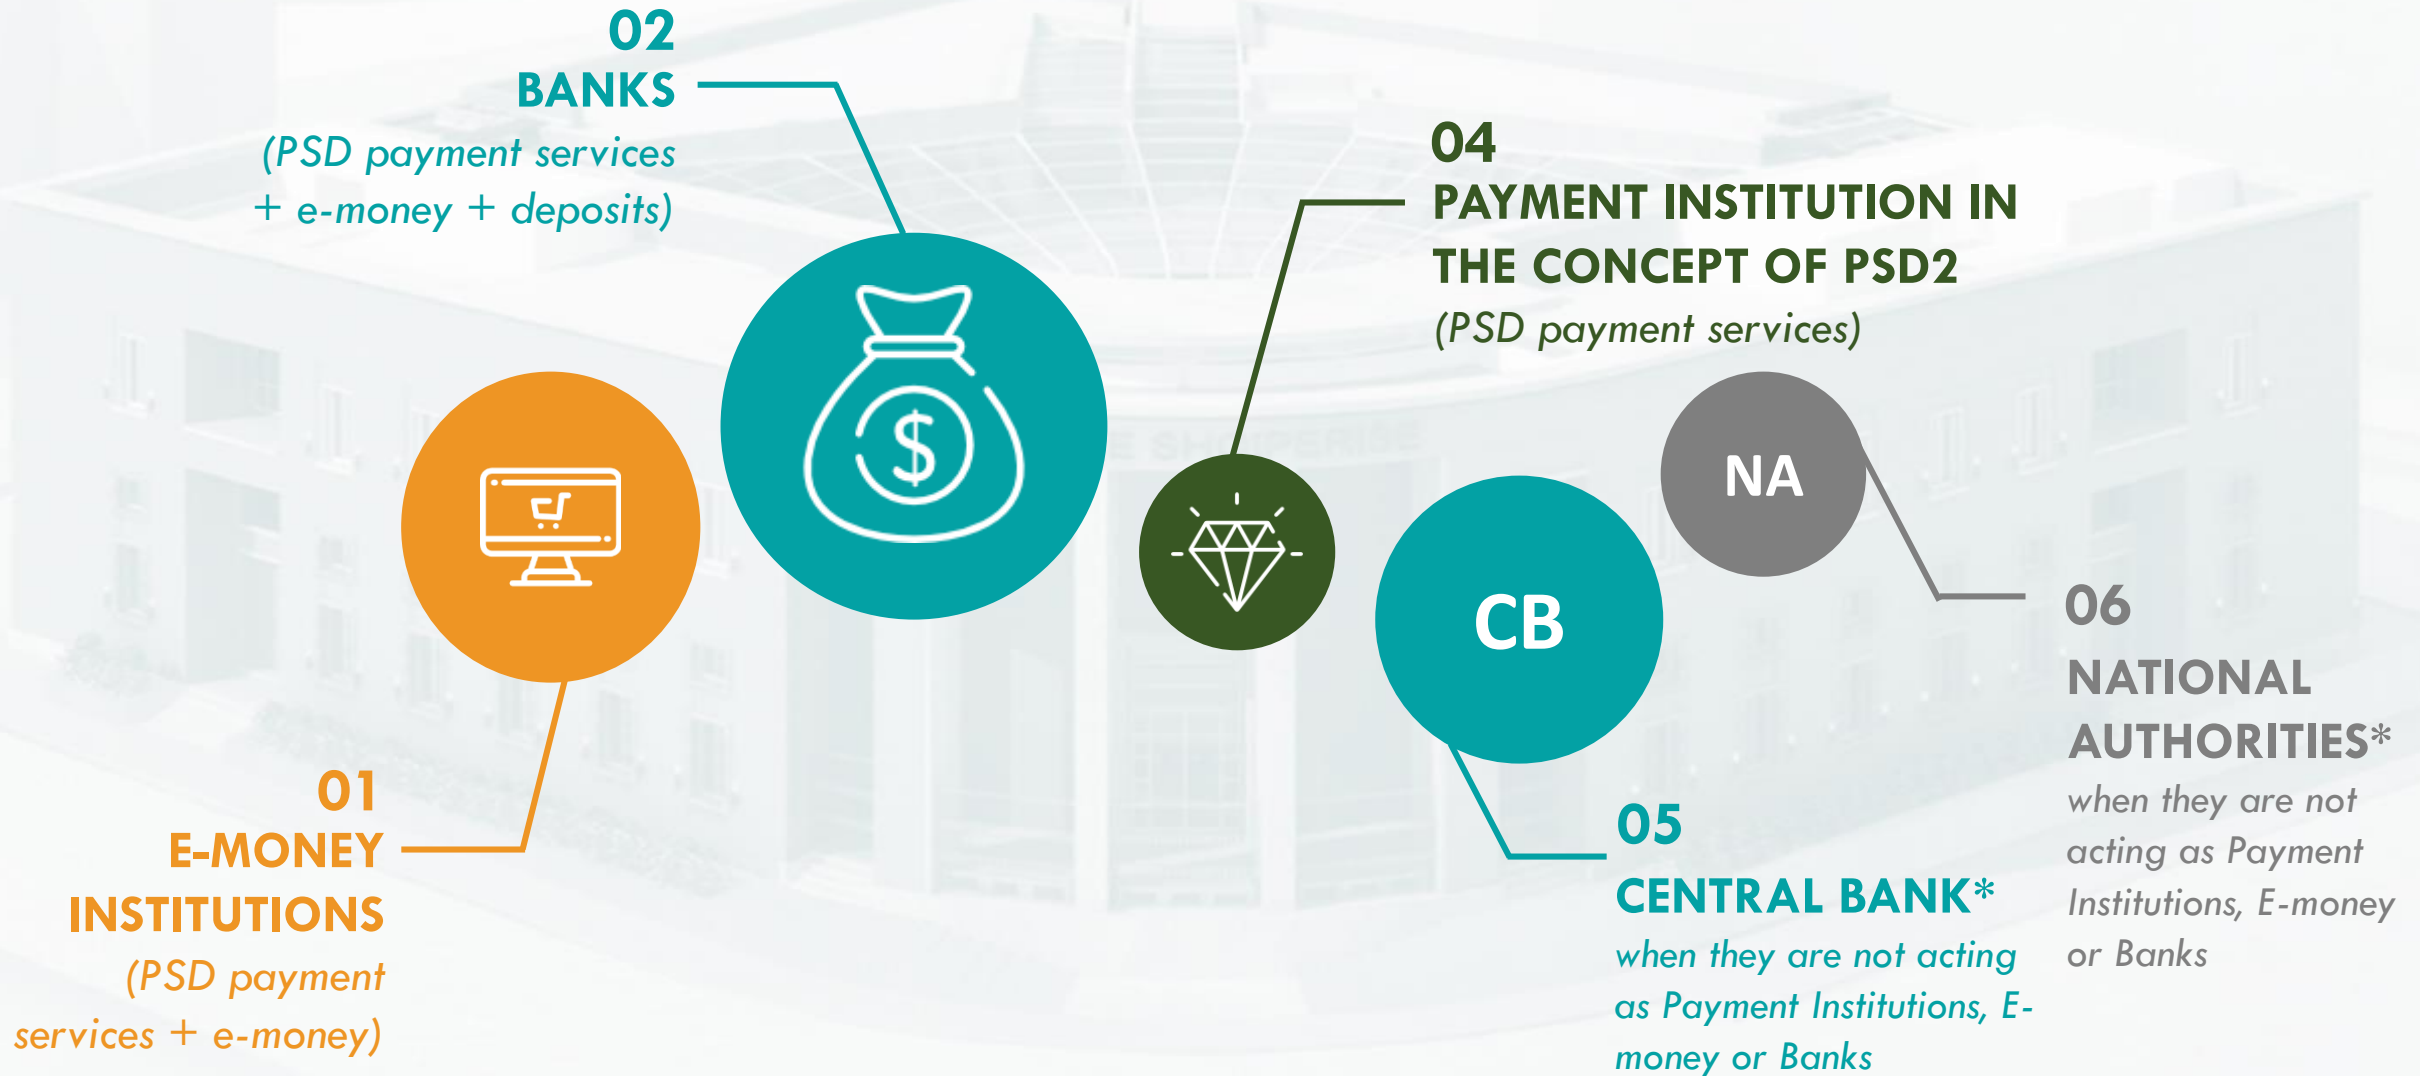 02
BANKS
(PSD payment services
+ e-money + deposits)
04
PAYMENT INSTITUTION IN
THE CONCEPT OF PSD2
(PSD payment services)
$
E SHQIPERISE
NA
CB
06
NATIONAL
AUTHORITIES*
when they are not
acting as Payment
Institutions, E-money
or Banks
01
E-MONEY
INSTITUTIONS
(PSD payment
services + e-money)
05
CENTRAL BANK*
when they are not acting
as Payment Institutions, E-
money or Banks